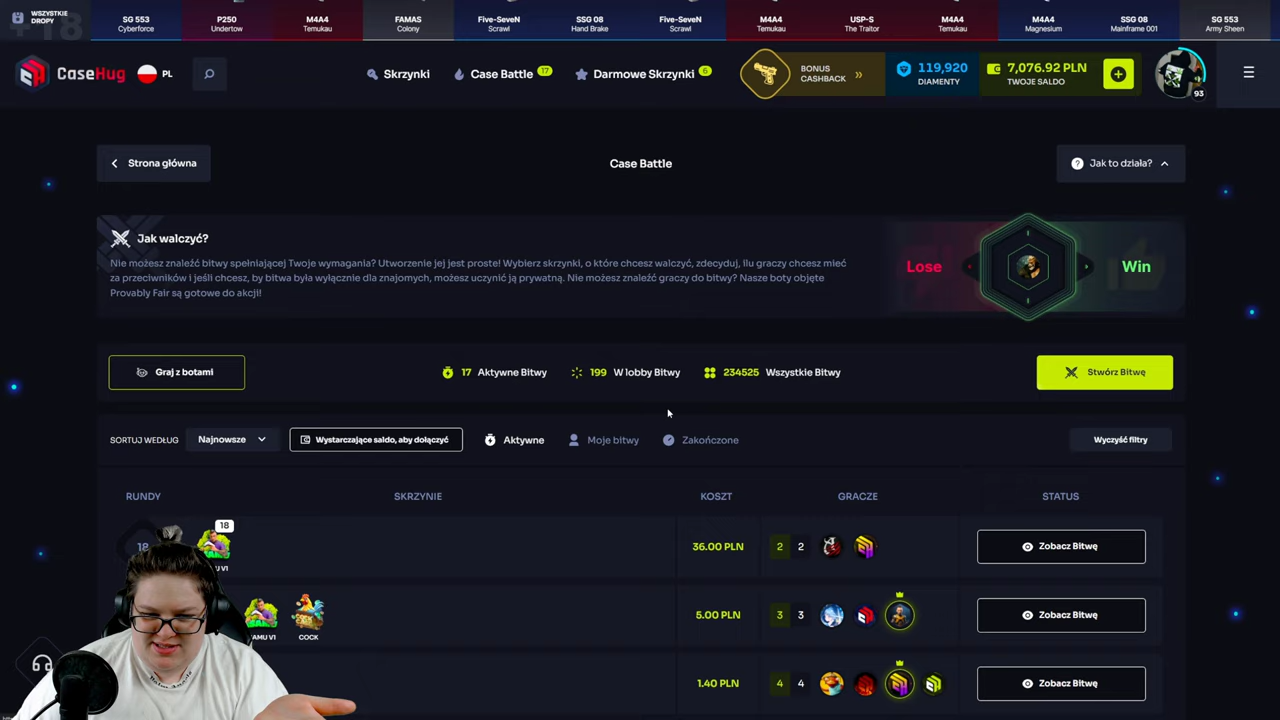 WSZYSTKIE
DROPY
+18
SG 553
Cyberforce
P250
Undertow
M4A4
Temukau
FAMAS
Colony
Five-SeveN
Scrawl
SSG 08
Hand Brake
Five-SeveN
Scrawl
M4A4
Temukau
USP-S
The Traitor
M4A4
Temukau
M4A4
Magnesium
SSG 08
Mainframe 001
SG 553
Army Sheen
CaseHug
PL
Skrzynki
Case Battle 17
Darmowe Skrzynki 6
BONUS
CASHBACK
119,920
DIAMENTY
7,076.92 PLN
TWOJE SALDO
93
Strona główna
Case Battle
Jak to działa?
Jak walczyć?
Nie możesz znaleźć bitwy spełniającej Twoje wymagania? Utworzenie jej jest proste! Wybierz skrzynki, o które chcesz walczyć, zdecyduj, ilu graczy chcesz mieć
za przeciwników i jeśli chcesz, by bitwa była wyłącznie dla znajomych, możesz uczynić ją prywatną. Nie możesz znaleźć graczy do bitwy? Nasze boty objęte
Provably Fair są gotowe do akcji!
Lose
Win
Graj z botami
17 Aktywne Bitwy
199 W lobby Bitwy
234525 Wszystkie Bitwy
Stwórz Bitwę
SORTUJ WEDŁUG
Najnowsze
Wystarczające saldo, aby dołączyć
Aktywne
Moje bitwy
Zakończone
Wyczyść filtry
RUNDY
SKRZYNIE
KOSZT
GRACZE
STATUS
18
18
V1
36.00 PLN
2 2
Zobacz Bitwę
V1
COCK
5.00 PLN
3 3
Zobacz Bitwę
1.40 PLN
4 4
Zobacz Bitwę